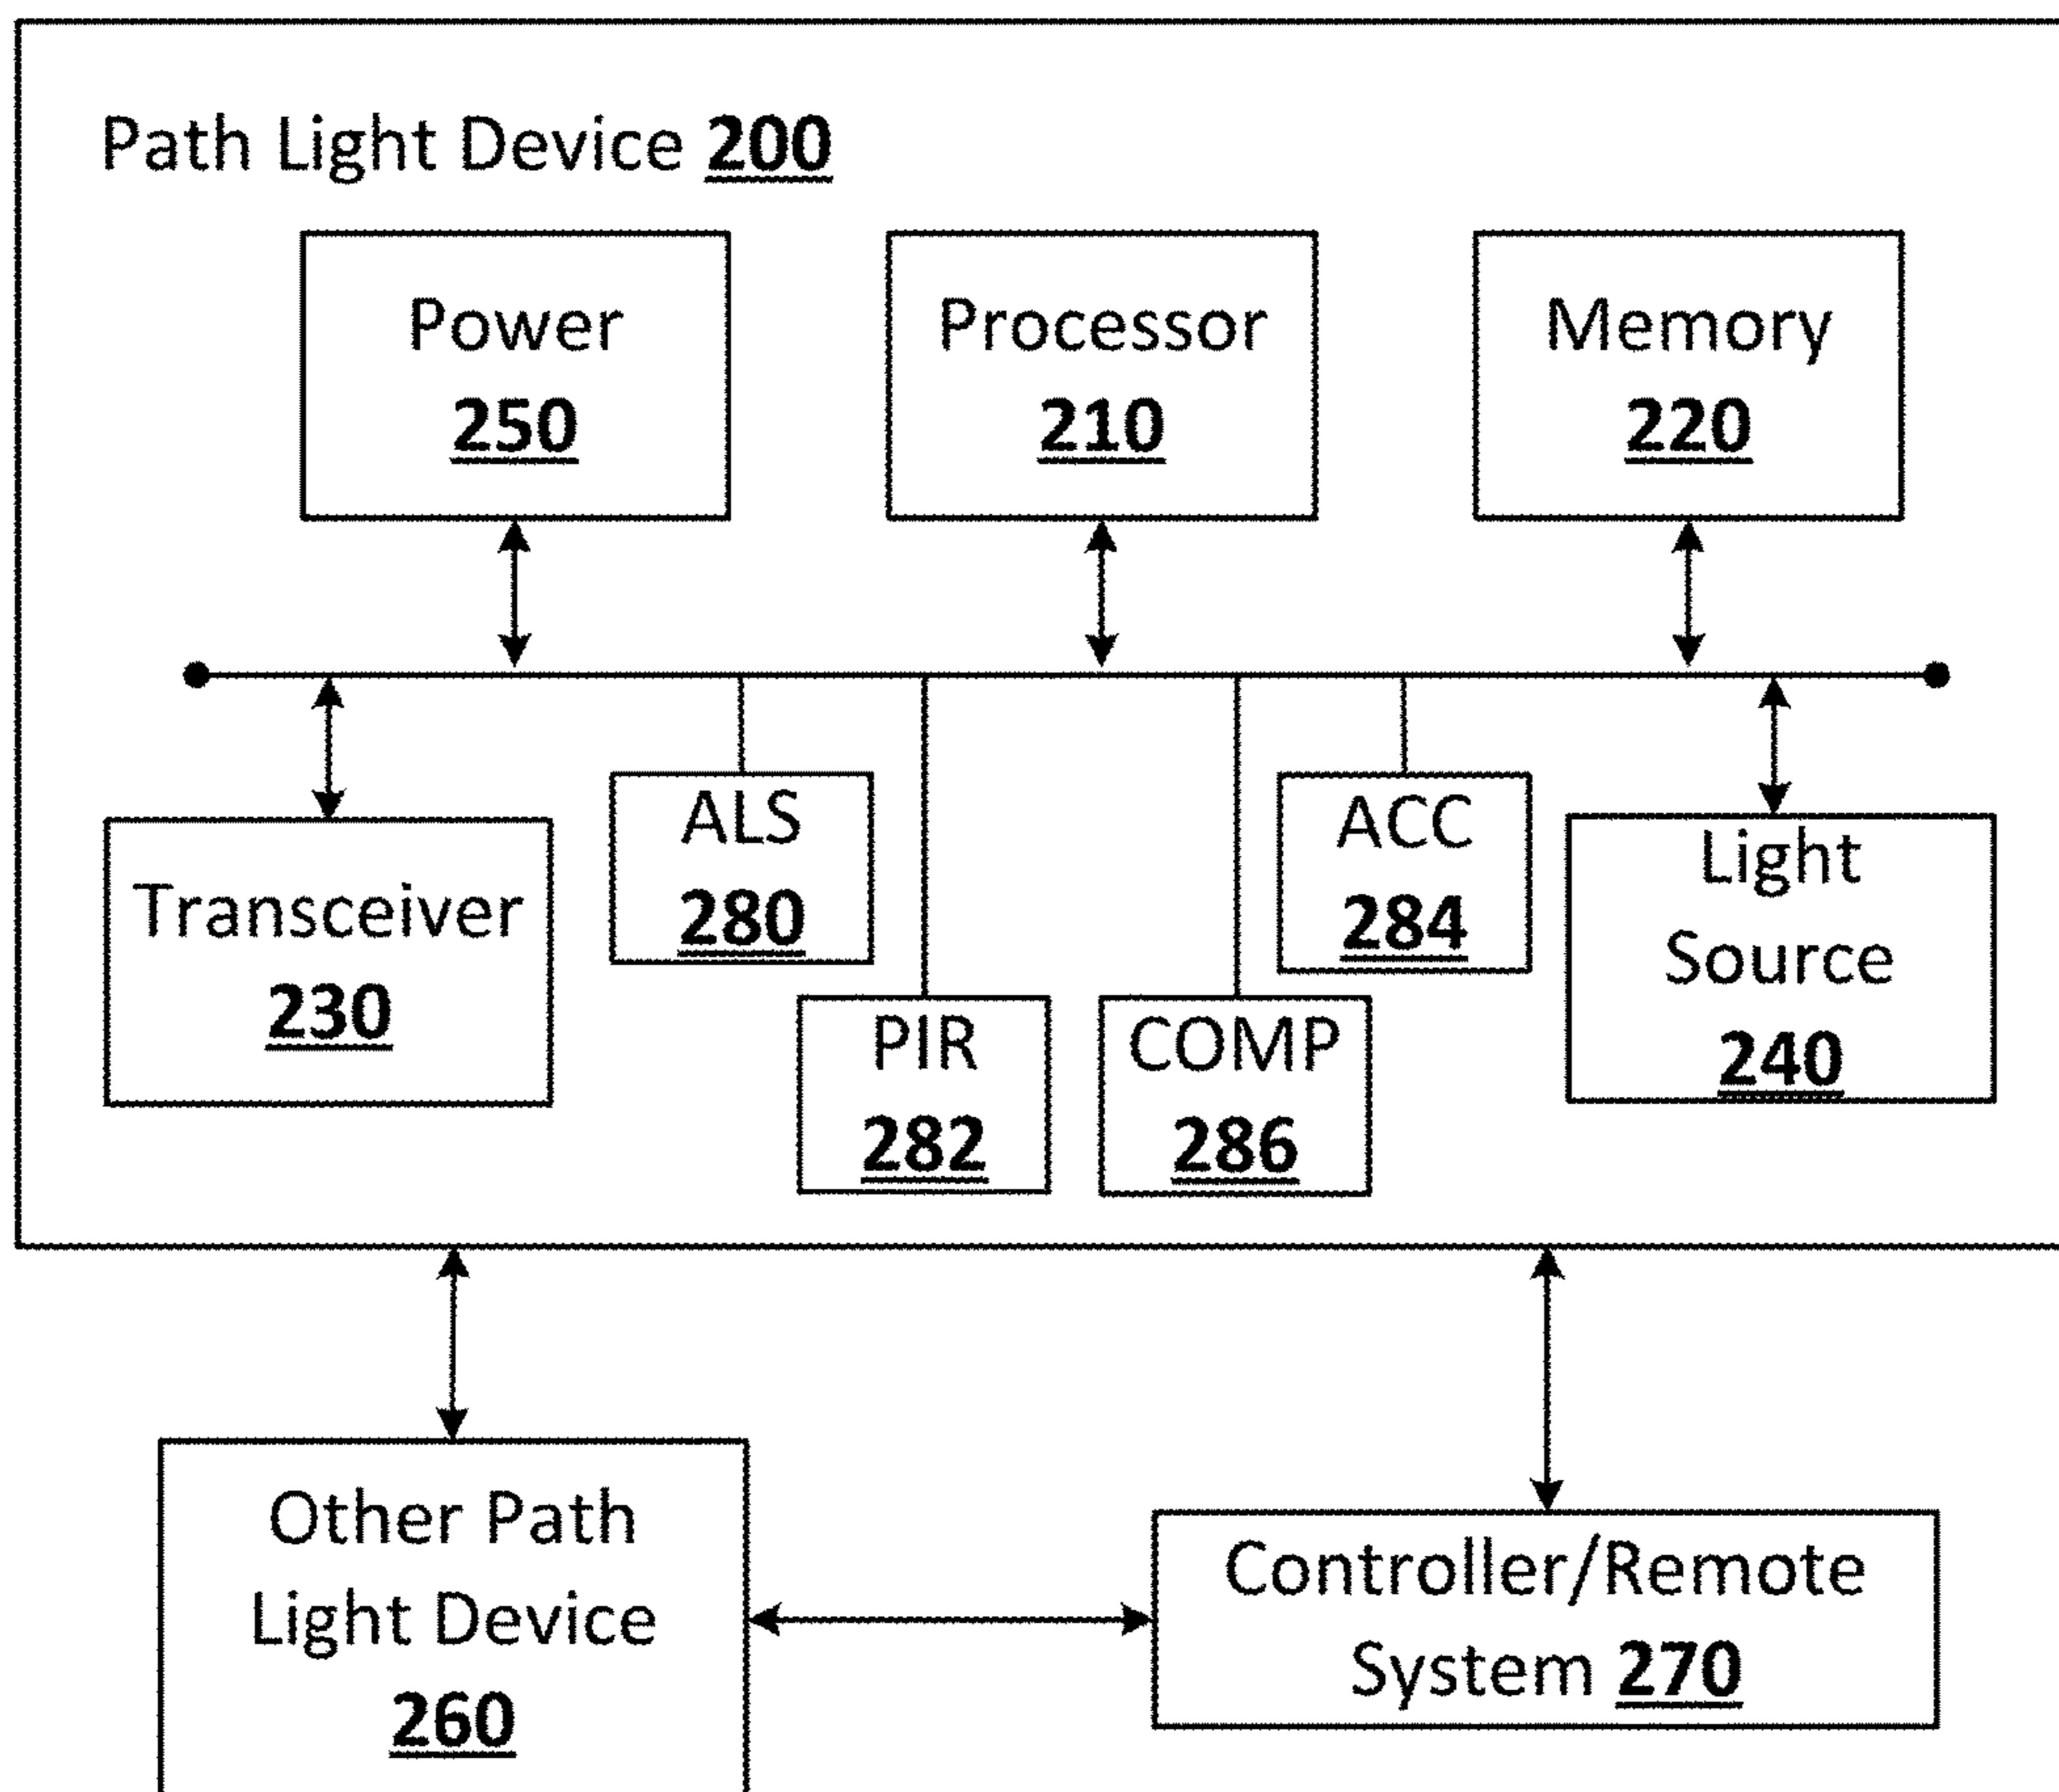 Path Light Device 200
Power
250
Processor
210
Memory
220
Transceiver
230
ALS
280
PIR
282
COMP
286
ACC
284
Light
Source
240
Other Path
Light Device
260
Controller/Remote
System 270